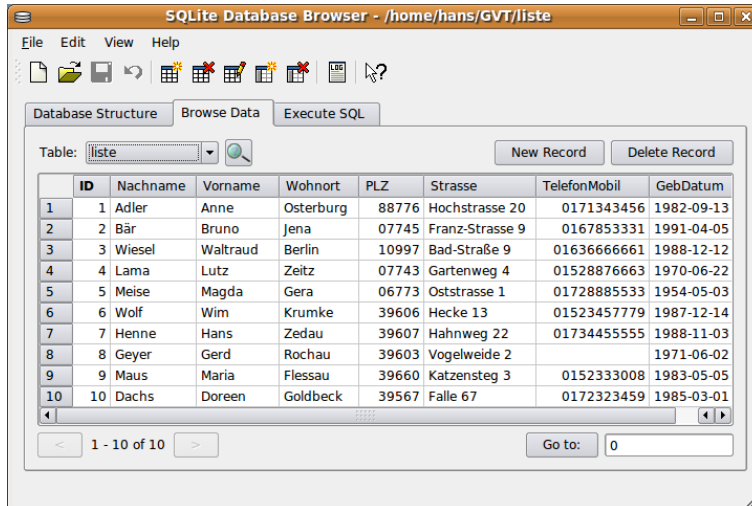 SQLite Database Browser - /home/hans/GVT/liste
File Edit View Help
LOG ?
Database Structure Browse Data Execute SQL
Table: liste New Record Delete Record
ID Nachname Vorname Wohnort PLZ Strasse TelefonMobil GebDatum
1 1 Adler Anne Osterburg 88776 Hochstrasse 20 0171343456 1982-09-13
2 2 Bär Bruno Jena 07745 Franz-Strasse 9 0167853331 1991-04-05
3 3 Wiesel Waltraud Berlin 10997 Bad-Straße 9 01636666661 1988-12-12
4 4 Lama Lutz Zeitz 07743 Gartenweg 4 01528876663 1970-06-22
5 5 Meise Magda Gera 06773 Oststrasse 1 01728885533 1954-05-03
6 6 Wolf Wim Krumke 39606 Hecke 13 01523457779 1987-12-14
7 7 Henne Hans Zedau 39607 Hahnweg 22 01734455555 1988-11-03
8 8 Geyer Gerd Rochau 39603 Vogelweide 2 1971-06-02
9 9 Maus Maria Flessau 39660 Katzensteg 3 0152333008 1983-05-05
10 10 Dachs Doreen Goldbeck 39567 Falle 67 0172323459 1985-03-01
< 1 - 10 of 10 > Go to: 0